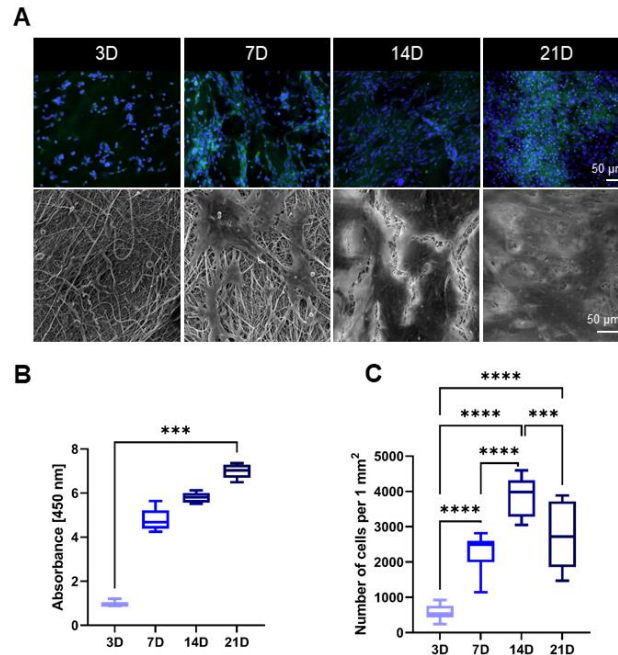 A
3D 7D 14D 21D
50 µm
50 µm
B
***
Absorbance [450 nm]
8
6
4
2
0
3D 7D 14D 21D
C
****
**** ***
****
****
Number of cells per 1 mm²
5000
4000
3000
2000
1000
0
3D 7D 14D 21D